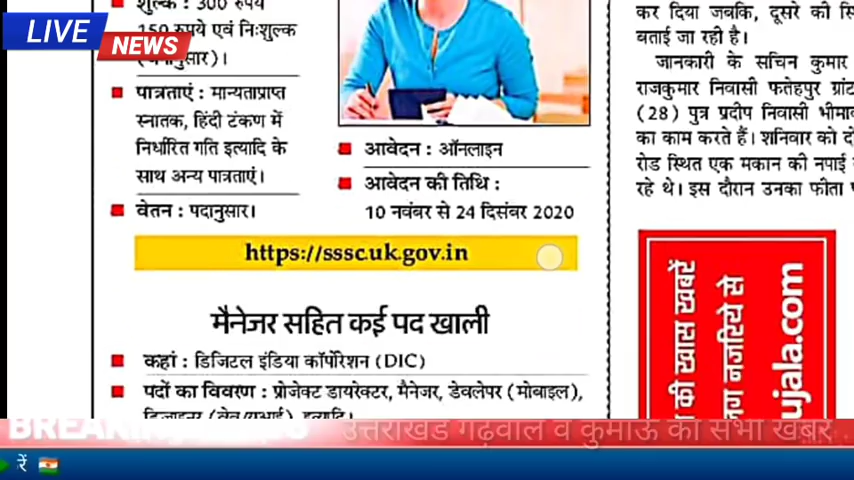 LIVE
NEWS
शुल्क : 300 रुपये
150 रुपये एवं निःशुल्क
पात्रताएं : मान्यताप्राप्त
स्नातक, हिंदी टंकण में
निर्धारित गति इत्यादि के
साथ अन्य पात्रताएं।
वेतन : पदानुसार।
आवेदन : ऑनलाइन
आवेदन की तिथि :
10 नवंबर से 24 दिसंबर 2020
https://sssc.uk.gov.in
मैनेजर सहित कई पद खाली
कहां : डिजिटल इंडिया कॉर्पोरेशन (DIC)
पदों का विवरण : प्रोजेक्ट डायरेक्टर, मैनेजर, डेवलेपर (मोबाइल),
कर दिया जबकि, दूसरे की
बताई जा रही है।
जानकारी के सचिन कुमार
राजकुमार निवासी फतेहपुर ग्रांट
(28) पुत्र प्रदीप निवासी
का काम करते हैं। शनिवार को
रोड स्थित एक मकान की नपाई
रहे थे। इस दौरान उनका फीता
की खास खबरें
नजरिये से
ujala.com
उत्तराखंड गढ़वाल व कुमाऊं की सभी खबरें
रें